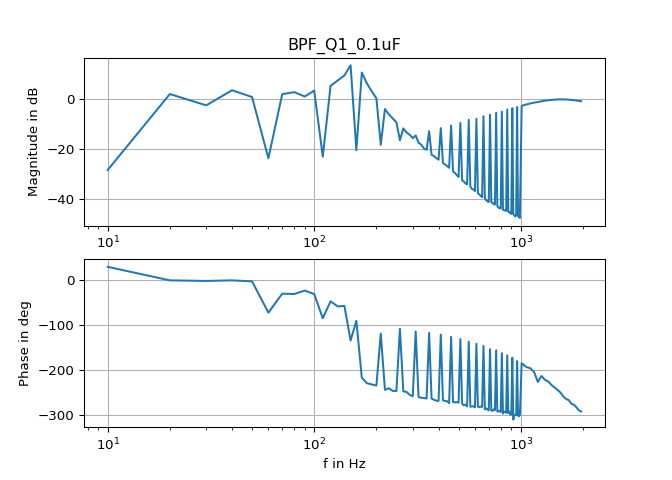 BPF_Q1_0.1uF
Magnitude in dB
0
−20
−40
10¹ 10² 10³
Phase in deg
0
−100
−200
−300
10¹ 10² 10³
f in Hz